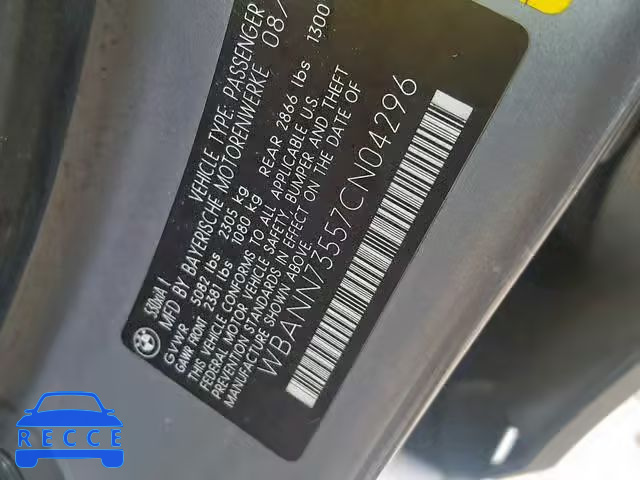 VEHICLE TYPE: PASSENGER
MFD BY BAYERISCHE MOTORENWERKE 08/
GVWR 5082 lbs 2305 kg
GAWR FRONT 2381 lbs 1080 kg REAR 2866 lbs 1300
THIS VEHICLE CONFORMS TO ALL APPLICABLE U.S.
FEDERAL MOTOR VEHICLE SAFETY, BUMPER AND THEFT
PREVENTION STANDARDS IN EFFECT ON THE DATE OF
MANUFACTURE SHOWN ABOVE.
WBANN73557CN04296
IDEAL RECCE